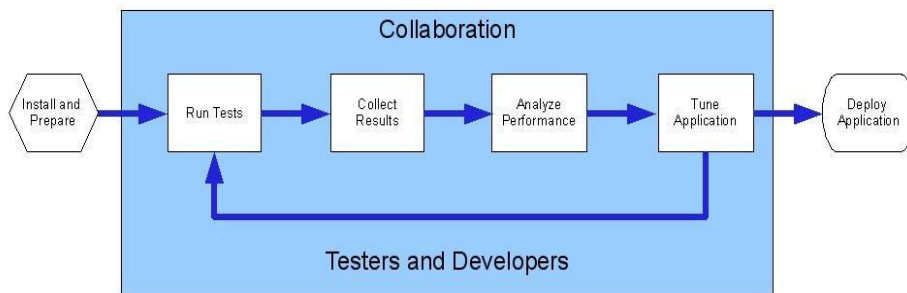 Collaboration
Install and
Prepare
Run Tests
Collect
Results
Analyze
Performance
Tune
Application
Deploy
Application
Testers and Developers